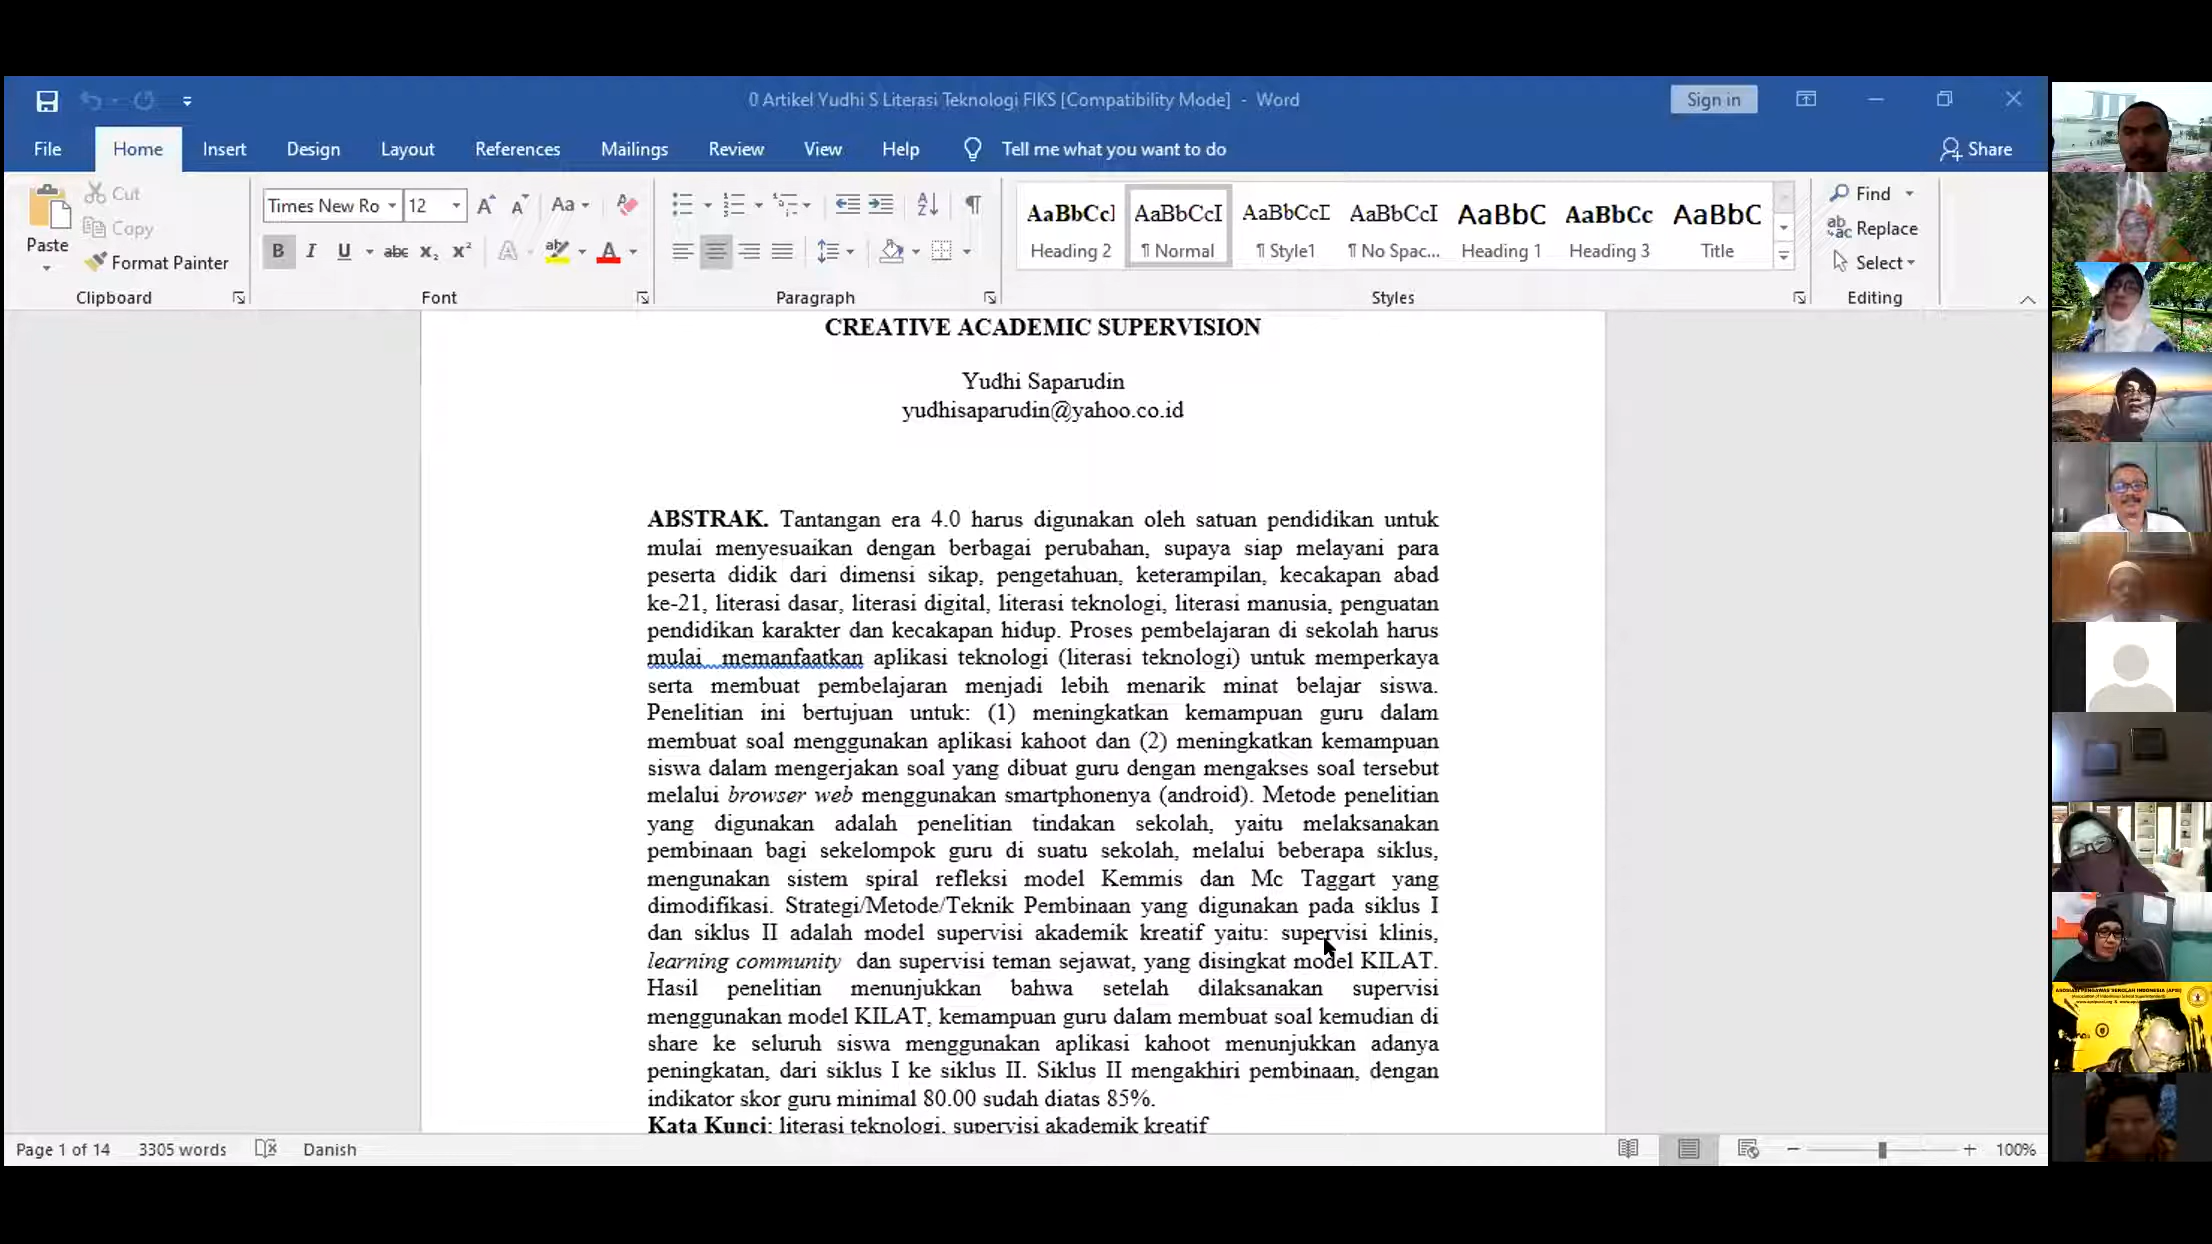 0 Artikel Yudhi S Literasi Teknologi FIKS [Compatibility Mode] - Word
Sign in
File Home Insert Design Layout References Mailings Review View Help Tell me what you want to do Share
Paste
Cut
Copy
Format Painter
Clipboard
Times New Ro 12
Font
Paragraph
AaBbCcI AaBbCcI AaBbCcI AaBbCcI AaBbC AaBbCc AaBbC
Heading 2 ¶ Normal ¶ Style1 ¶ No Spac... Heading 1 Heading 3 Title
Styles
Find
Replace
Select
Editing
CREATIVE ACADEMIC SUPERVISION
Yudhi Saparudin
yudhisaparudin@yahoo.co.id
ABSTRAK. Tantangan era 4.0 harus digunakan oleh satuan pendidikan untuk
mulai menyesuaikan dengan berbagai perubahan, supaya siap melayani para
peserta didik dari dimensi sikap, pengetahuan, keterampilan, kecakapan abad
ke-21, literasi dasar, literasi digital, literasi teknologi, literasi manusia, penguatan
pendidikan karakter dan kecakapan hidup. Proses pembelajaran di sekolah harus
mulai memanfaatkan aplikasi teknologi (literasi teknologi) untuk memperkaya
serta membuat pembelajaran menjadi lebih menarik minat belajar siswa.
Penelitian ini bertujuan untuk: (1) meningkatkan kemampuan guru dalam
membuat soal menggunakan aplikasi kahoot dan (2) meningkatkan kemampuan
siswa dalam mengerjakan soal yang dibuat guru dengan mengakses soal tersebut
melalui browser web menggunakan smartphonenya (android). Metode penelitian
yang digunakan adalah penelitian tindakan sekolah, yaitu melaksanakan
pembinaan bagi sekelompok guru di suatu sekolah, melalui beberapa siklus,
mengunakan sistem spiral refleksi model Kemmis dan Mc Taggart yang
dimodifikasi. Strategi/Metode/Teknik Pembinaan yang digunakan pada siklus I
dan siklus II adalah model supervisi akademik kreatif yaitu: supervisi klinis,
learning community dan supervisi teman sejawat, yang disingkat model KILAT.
Hasil penelitian menunjukkan bahwa setelah dilaksanakan supervisi
menggunakan model KILAT, kemampuan guru dalam membuat soal kemudian di
share ke seluruh siswa menggunakan aplikasi kahoot menunjukkan adanya
peningkatan, dari siklus I ke siklus II. Siklus II mengakhiri pembinaan, dengan
indikator skor guru minimal 80.00 sudah diatas 85%.
Kata Kunci: literasi teknologi, supervisi akademik kreatif
Page 1 of 14 3305 words Danish 100%
ASOSIASI PENGAWAS SEKOLAH INDONESIA (APSI)